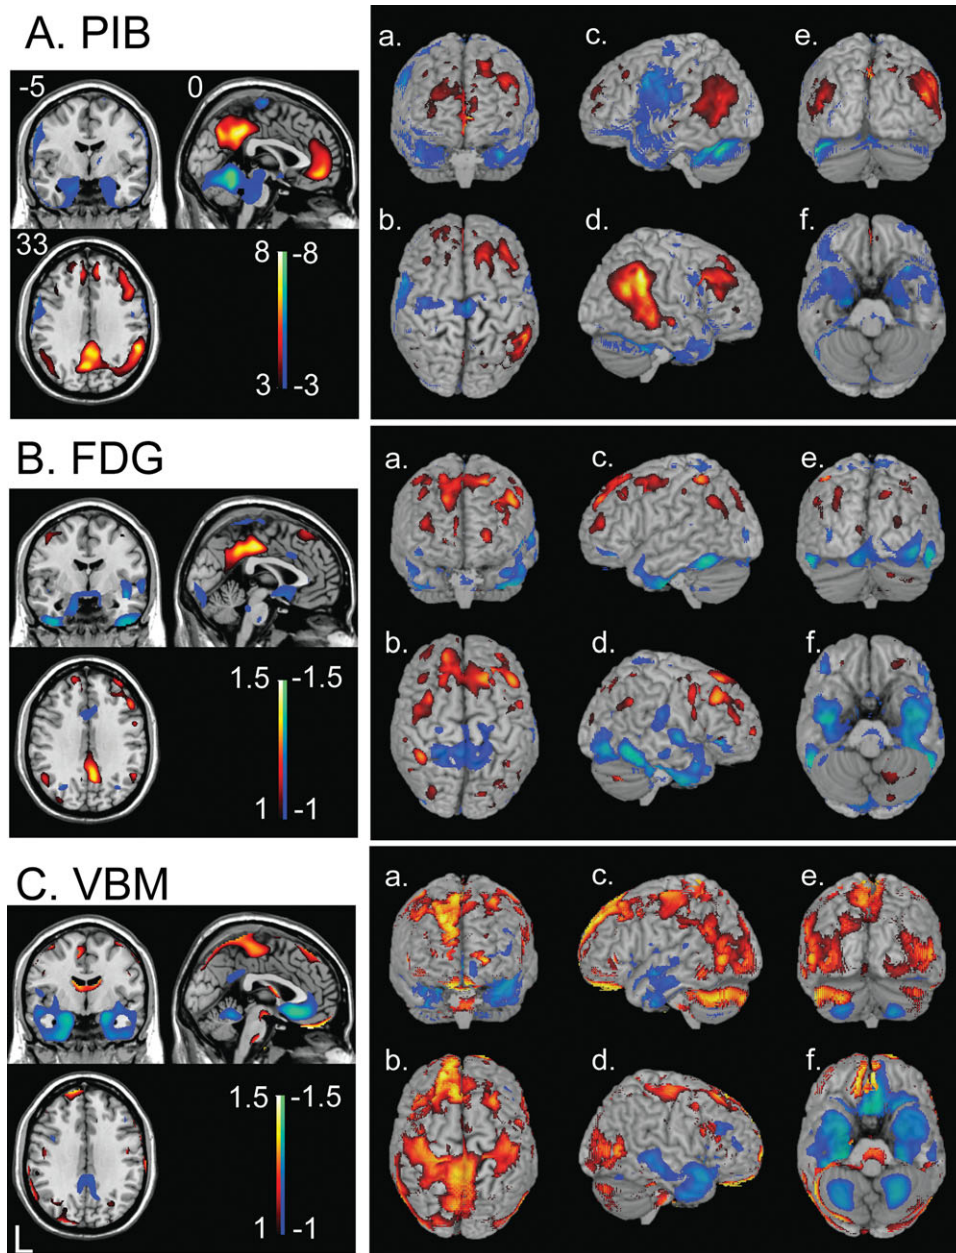 A. PIB
-5 0
33
8 -8
3 -3
a. c. e.
b. d. f.
B. FDG
1.5 -1.5
1 -1
a. c. e.
b. d. f.
C. VBM
1.5 -1.5
1 -1
L
a. c. e.
b. d. f.